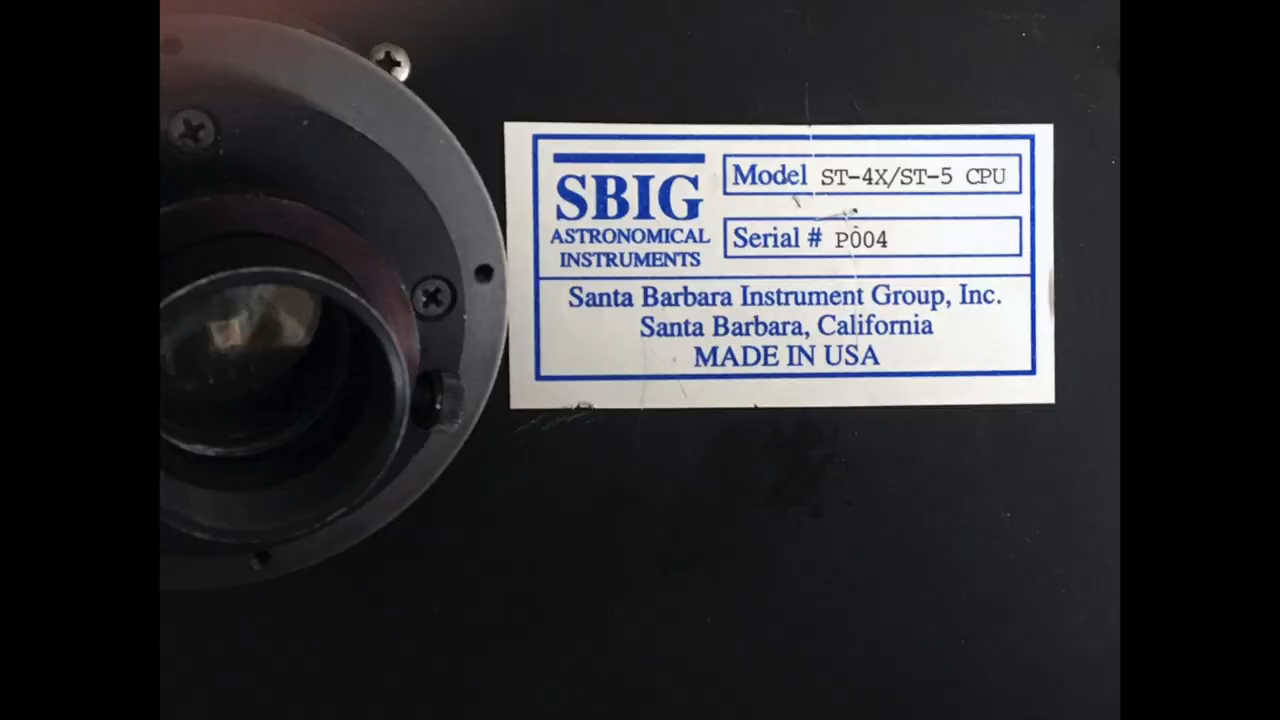 SBIG
ASTRONOMICAL
INSTRUMENTS
Model ST-4X/ST-5 CPU
Serial # P004
Santa Barbara Instrument Group, Inc.
Santa Barbara, California
MADE IN USA